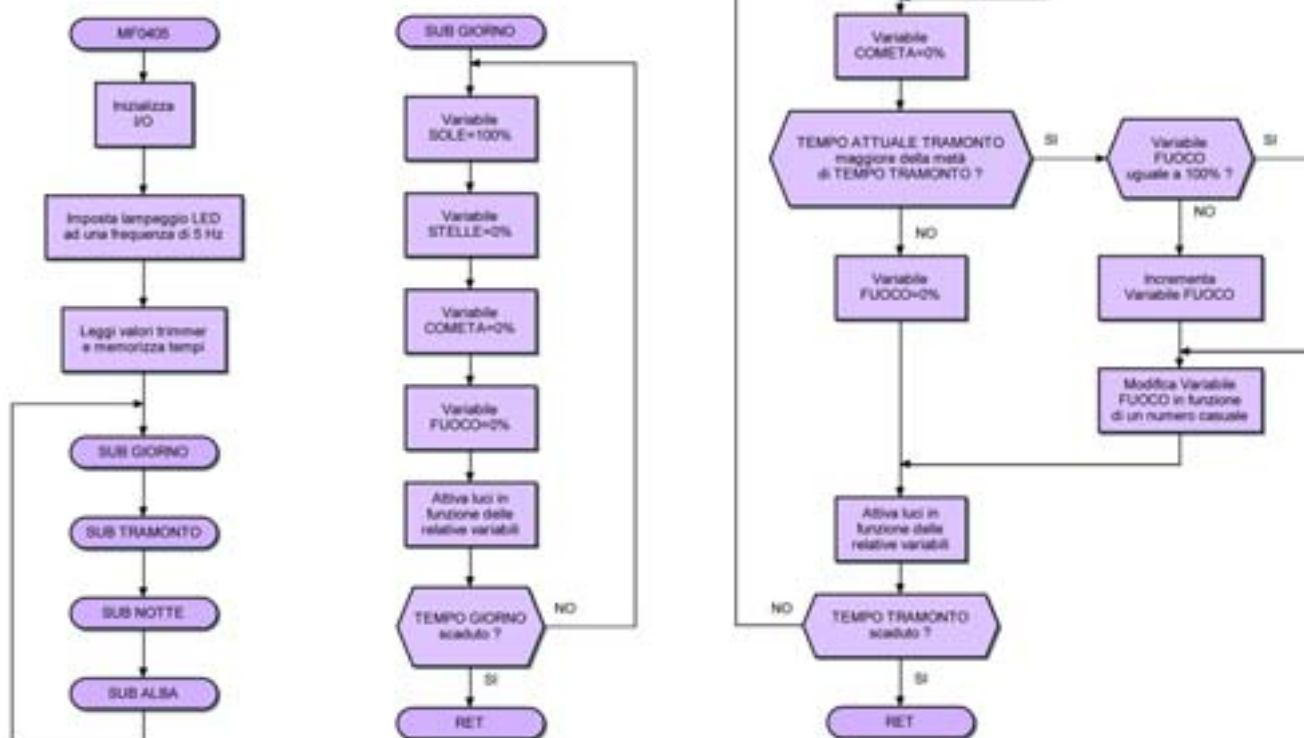 MF0405
Inizializza
I/O
Imposta lampeggio LED
ad una frequenza di 5 Hz
Leggi valori trimmer
e memorizza tempi
SUB GIORNO
SUB TRAMONTO
SUB NOTTE
SUB ALBA
SUB GIORNO
Variabile
SOLE=100%
Variabile
STELLE=0%
Variabile
COMETA=0%
Variabile
FUOCO=0%
Attiva luci in
funzione delle
relative variabili
TEMPO GIORNO
scaduto ?
NO
SI
RET
Variabile
COMETA=0%
TEMPO ATTUALE TRAMONTO
maggiore della metà
di TEMPO TRAMONTO ?
SI
NO
Variabile
FUOCO
uguale a 100% ?
SI
NO
Variabile
FUOCO=0%
Incrementa
Variabile FUOCO
Modifica Variabile
FUOCO in funzione
di un numero casuale
Attiva luci in
funzione delle
relative variabili
TEMPO TRAMONTO
scaduto ?
NO
SI
RET